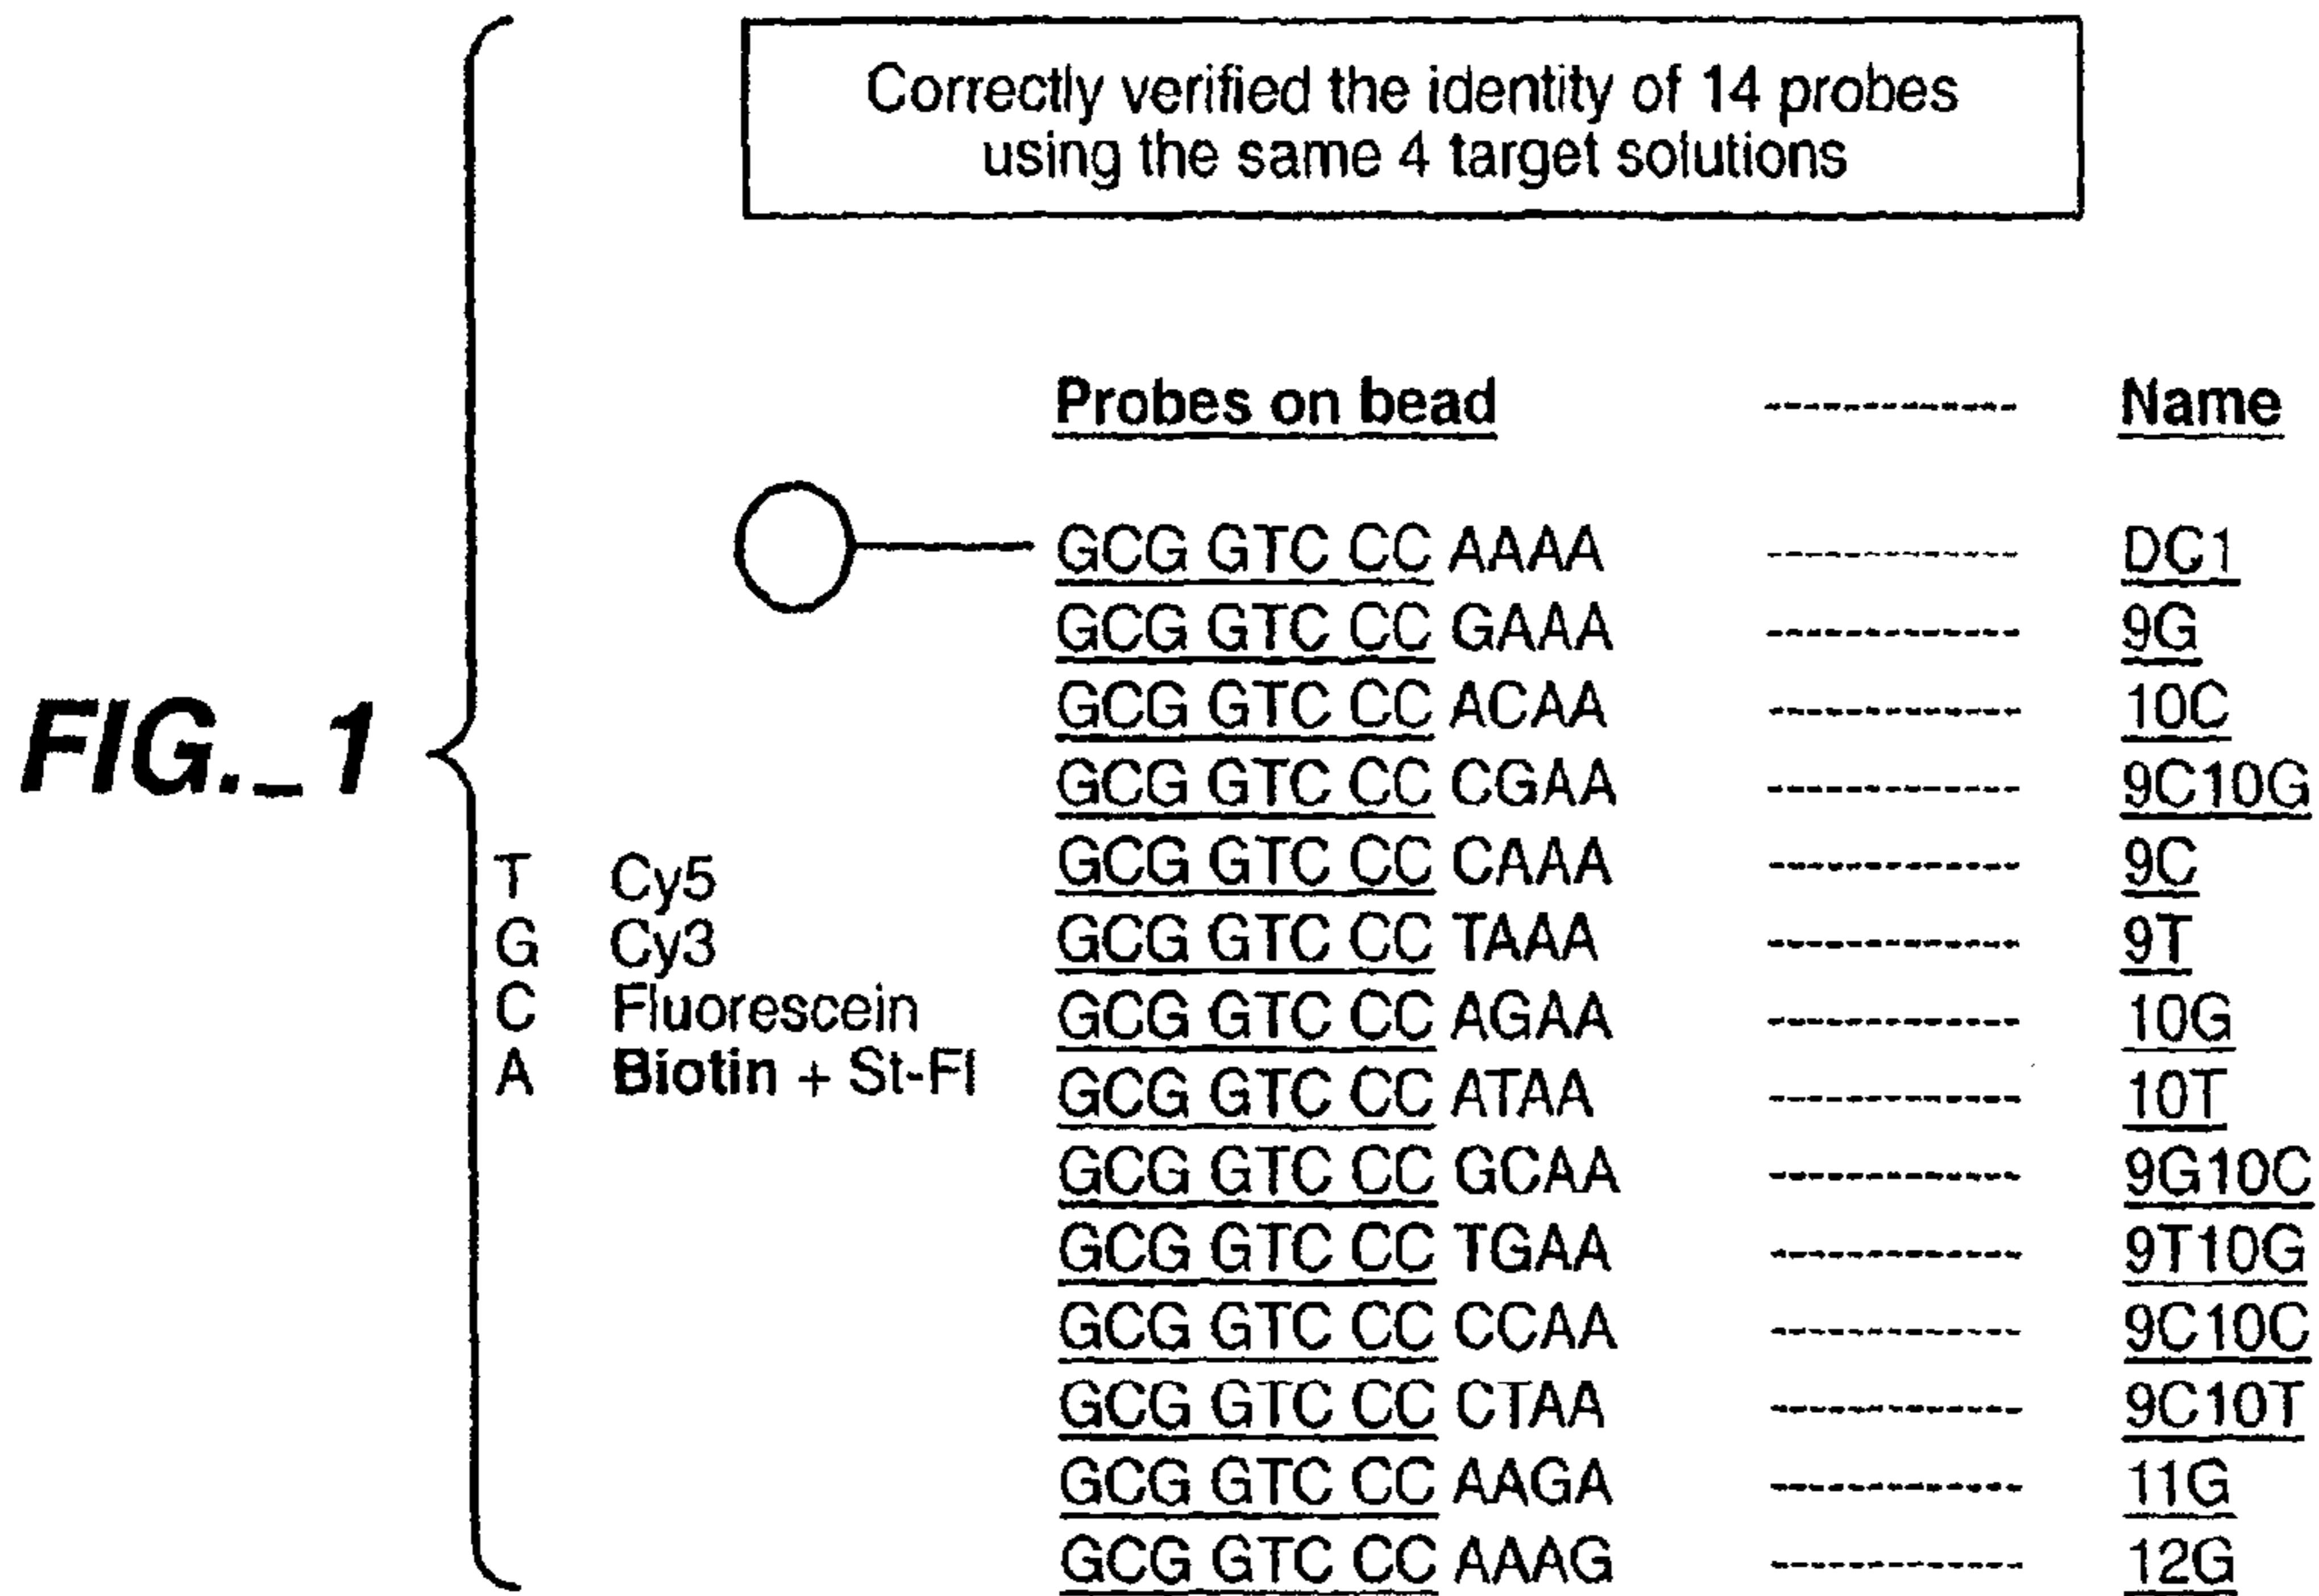 Correctly verified the identity of 14 probes
using the same 4 target solutions
Probes on bead ------------ Name
GCG GTC CC AAAA ------------ DC1
GCG GTC CC GAAA ------------ 9G
GCG GTC CC ACAA ------------ 10C
GCG GTC CC CGAA ------------ 9C10G
GCG GTC CC CAAA ------------ 9C
GCG GTC CC TAAA ------------ 9T
GCG GTC CC AGAA ------------ 10G
GCG GTC CC ATAA ------------ 10T
GCG GTC CC GCAA ------------ 9G10C
GCG GTC CC TGAA ------------ 9T10G
GCG GTC CC CCAA ------------ 9C10C
GCG GTC CC CTAA ------------ 9C10T
GCG GTC CC AAGA ------------ 11G
GCG GTC CC AAAG ------------ 12G
FIG._1
T Cy5
G Cy3
C Fluorescein
A Biotin + St-Fl